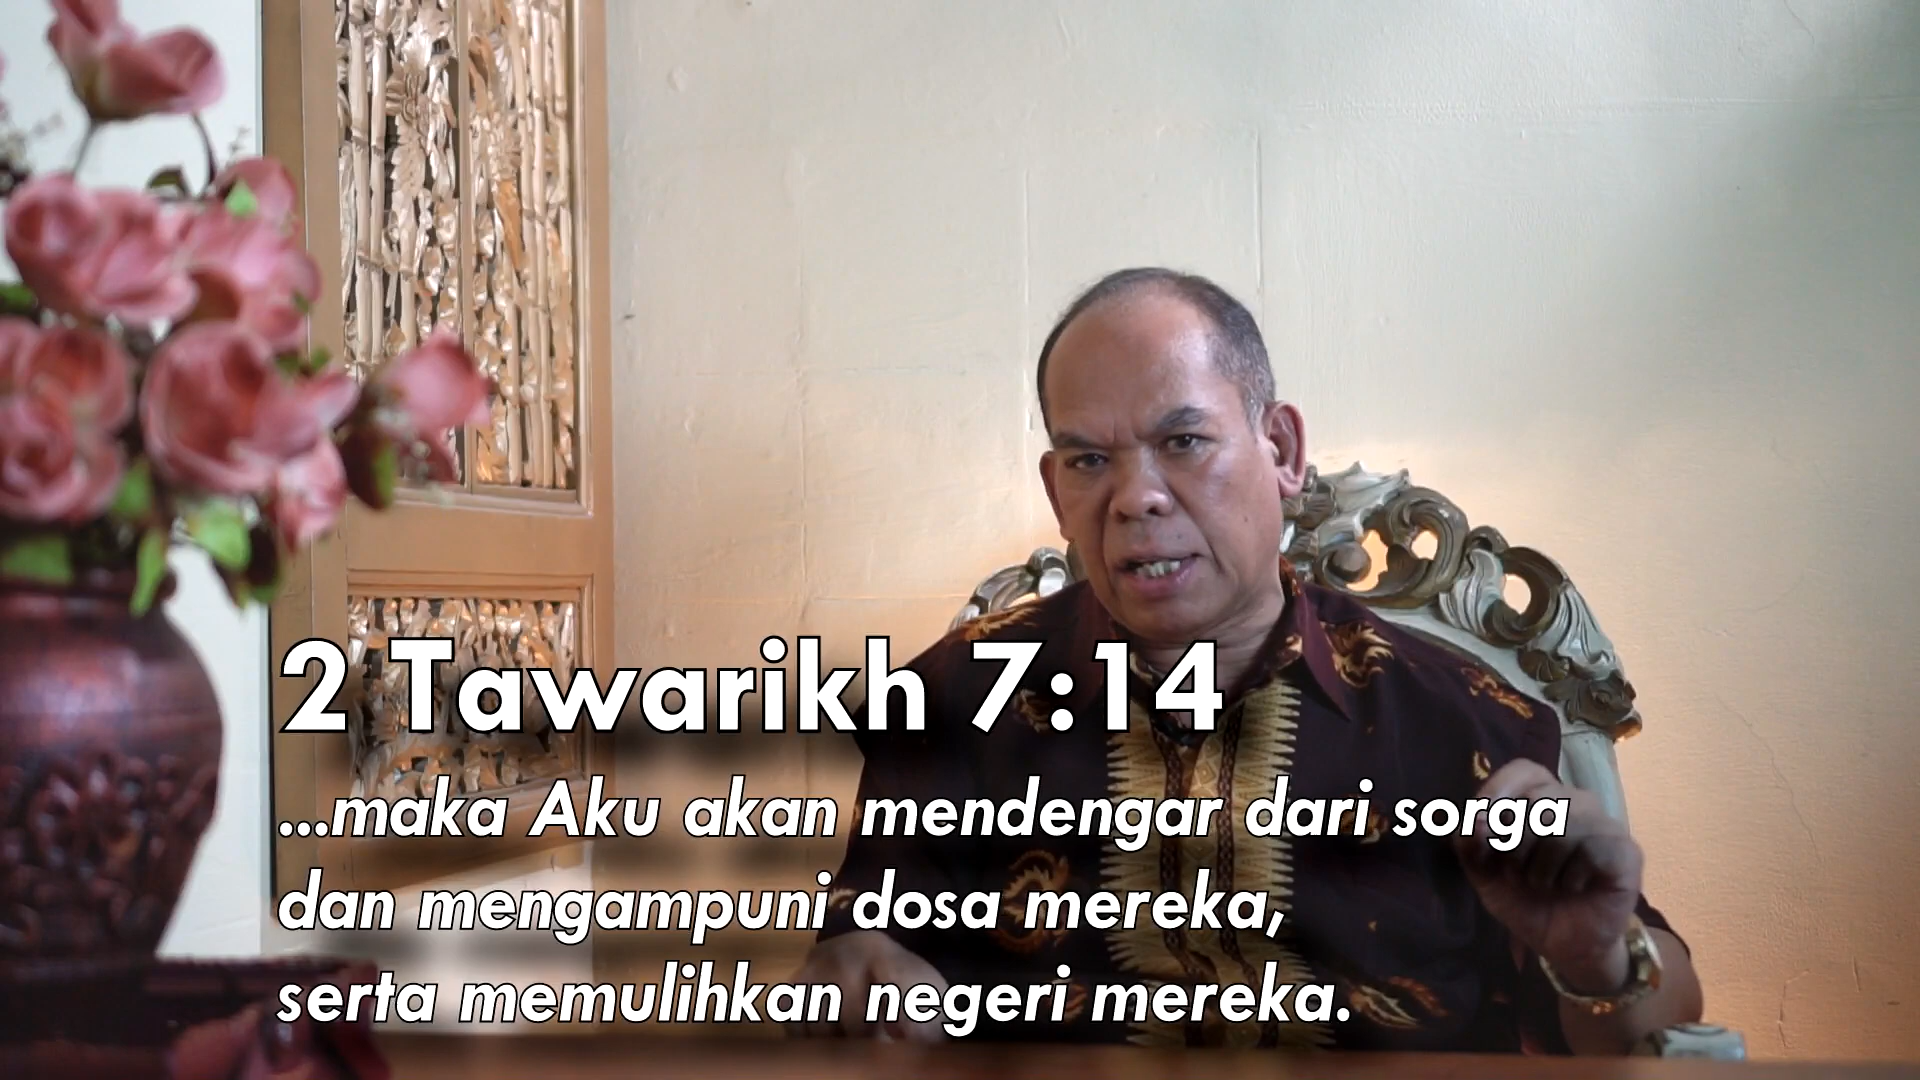 2 Tawarikh 7:14
...maka Aku akan mendengar dari sorga
dan mengampuni dosa mereka,
serta memulihkan negeri mereka.